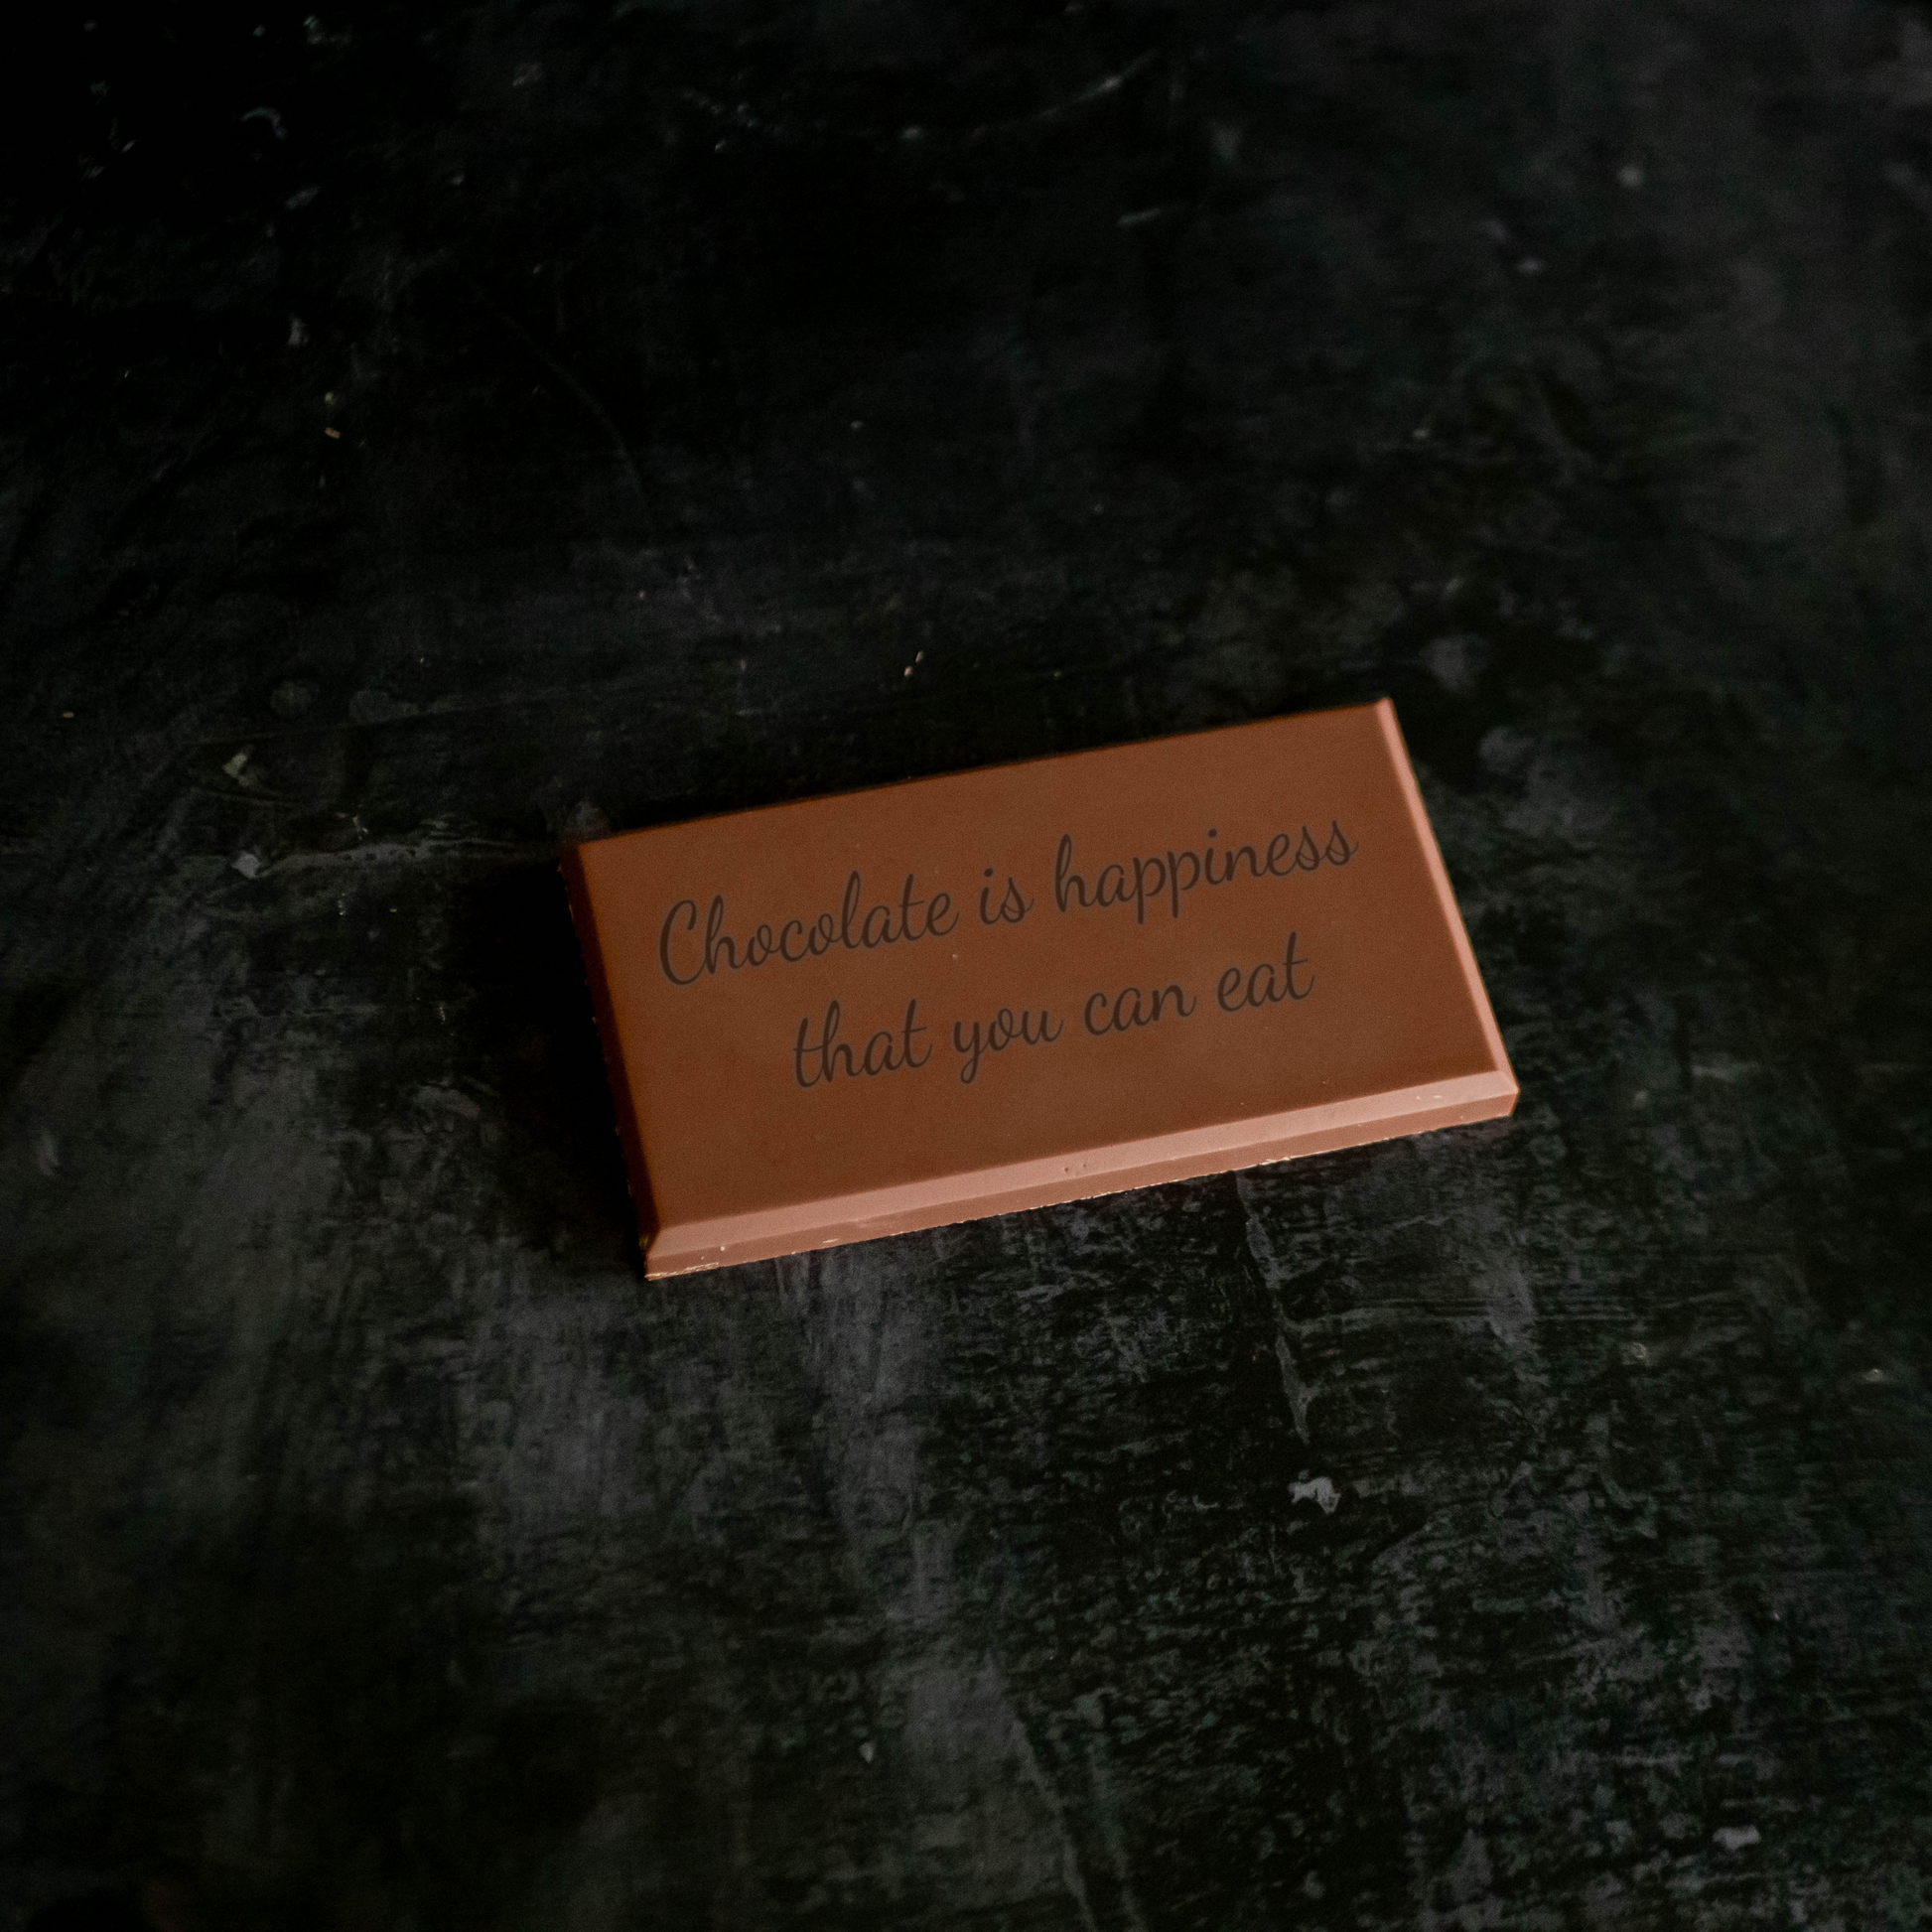 Chocolate is happiness
that you can eat